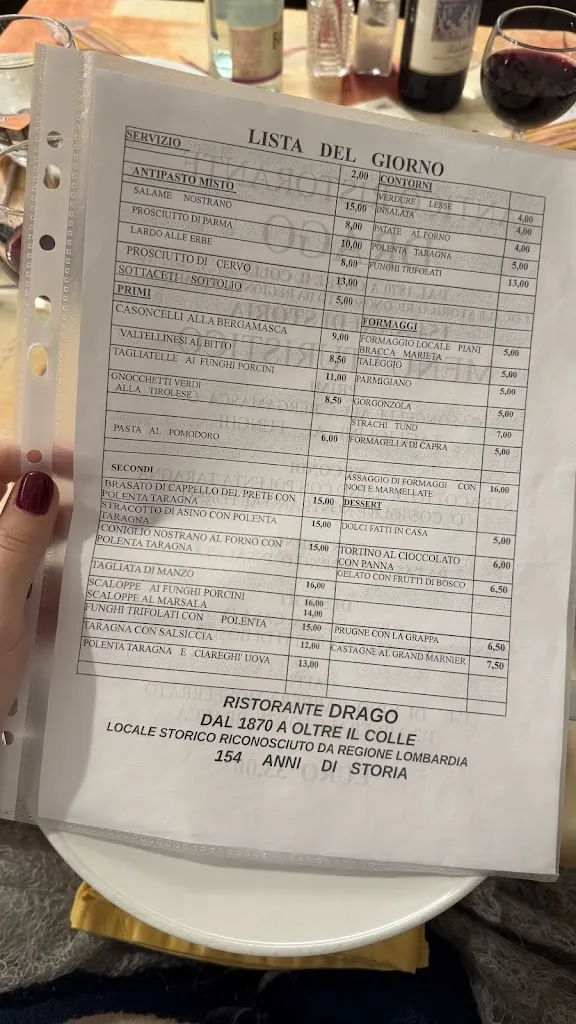 LISTA DEL GIORNO
SERVIZIO 2,00
ANTIPASTO MISTO 15,00
SALAME NOSTRANO 8,00
PROSCIUTTO DI PARMA 10,00
LARDO ALLE ERBE 8,00
PROSCIUTTO DI CERVO 13,00
SOTTACETI SOTTOLIO 5,00
PRIMI
CASONCELLI ALLA BERGAMASCA 9,00
VALTELLINESI AL BITO 8,50
TAGLIATELLE AI FUNGHI PORCINI 11,00
GNOCCHETTI VERDI 8,50
ALLA TIROLESE
PASTA AL POMODORO 6,00
SECONDI
BRASATO DI CAPPELLO DEL PRETE CON 15,00
POLENTA TARAGNA
STRACOTTO DI ASINO CON POLENTA 15,00
TARAGNA
CONIGLIO NOSTRANO AL FORNO CON 15,00
POLENTA TARAGNA
TAGLIATA DI MANZO 16,00
SCALOPPE AI FUNGHI PORCINI 16,00
SCALOPPE AL MARSALA 14,00
FUNGHI TRIFOLATI CON POLENTA 15,00
TARAGNA CON SALSICCIA 12,00
POLENTA TARAGNA E CIAREGHI' UOVA 13,00
CONTORNI
VERDURE LESSE 4,00
INSALATA 4,00
PATATE AL FORNO 4,00
POLENTA TARAGNA 5,00
FUNGHI TRIFOLATI 13,00
FORMAGGI
FORMAGGIO LOCALE PIANI 5,00
BRACCA MARIETA
TALEGGIO 5,00
PARMIGIANO 5,00
GORGONZOLA 5,00
STRACHI TUND 7,00
FORMAGELLA DI CAPRA 5,00
ASSAGGIO DI FORMAGGI CON 16,00
NOCI E MARMELLATE
DESSERT
DOLCI FATTI IN CASA 5,00
TORTINO AL CIOCCOLATO 6,00
CON PANNA
GELATO CON FRUTTI DI BOSCO 6,50
PRUGNE CON LA GRAPPA 6,50
CASTAGNE AL GRAND MARNIER 7,50
RISTORANTE DRAGO
DAL 1870 A OLTRE IL COLLE
LOCALE STORICO RICONOSCIUTO DA REGIONE LOMBARDIA
154 ANNI DI STORIA